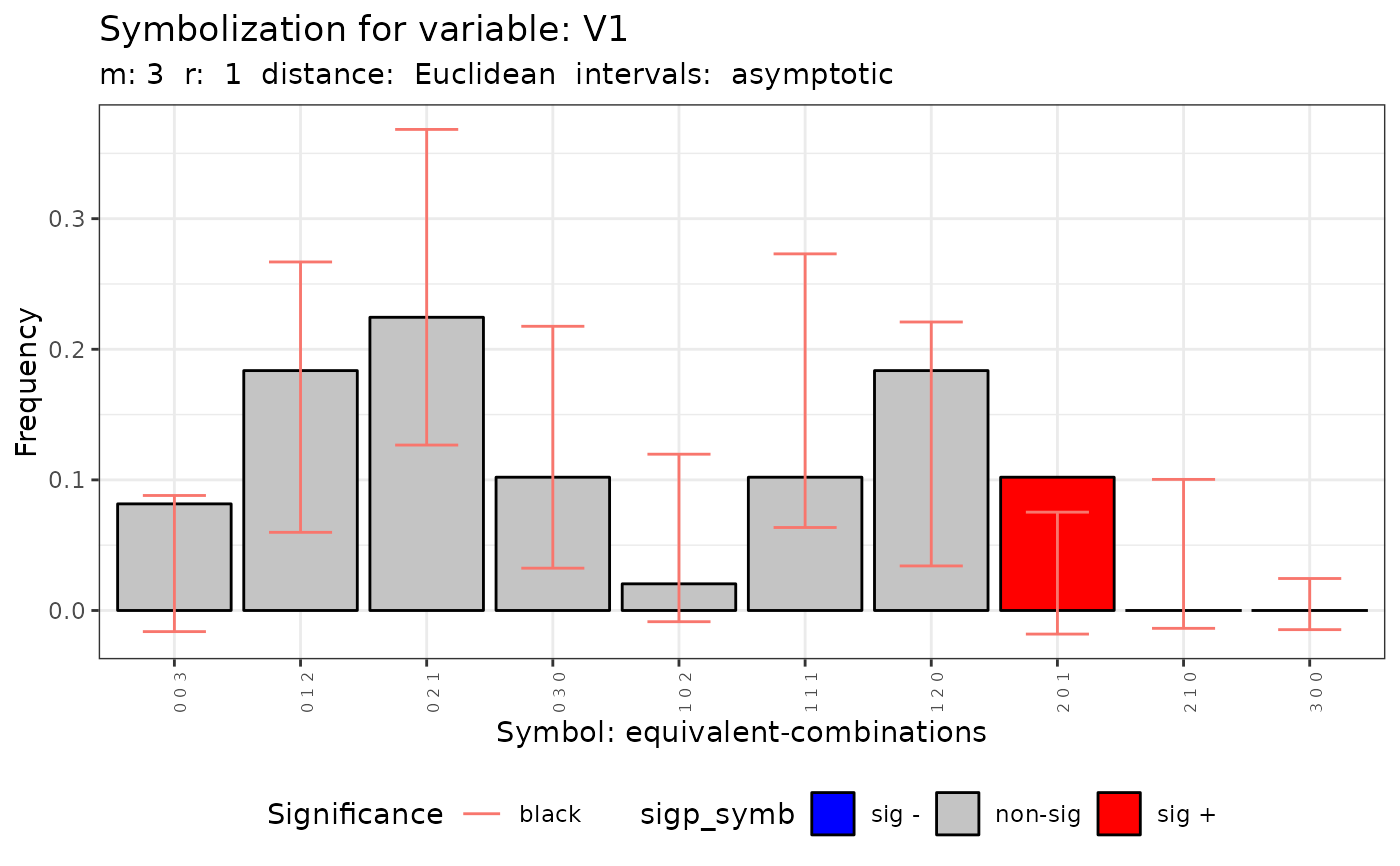 Symbolization for variable: V1
m: 3 r: 1 distance: Euclidean intervals: asymptotic
Frequency
0.3
0.2
0.1
0.0
0 0 3
0 1 2
0 2 1
0 3 0
1 0 2
1 1 1
1 2 0
2 0 1
2 1 0
3 0 0
Symbol: equivalent-combinations
Significance black sigp_symb sig - non-sig sig +